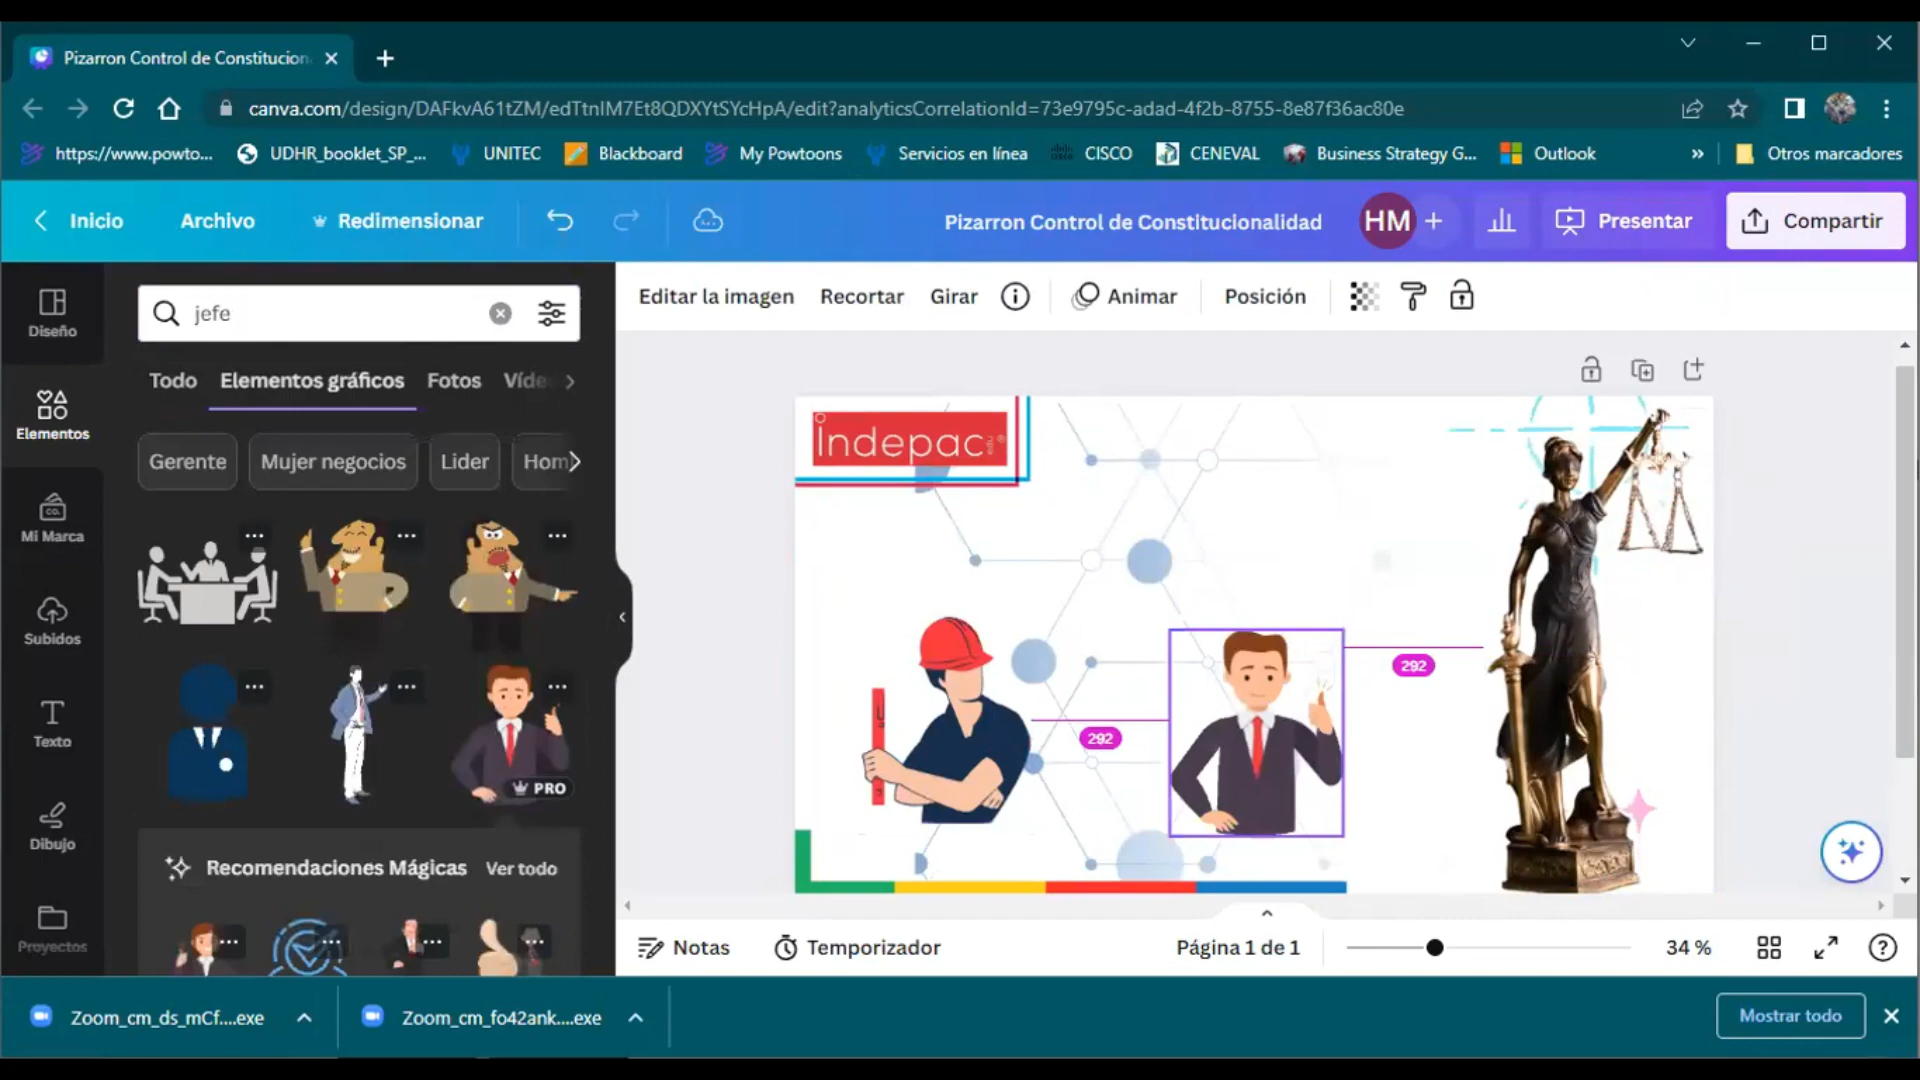 Pizarron Control de Constitucion
canva.com/design/DAFkvA61tZM/edTtnIM7Et8QDXYtSYcHpA/edit?analyticsCorrelationId=73e9795c-adad-4f2b-8755-8e87f36ac80e
https://www.powto...
UDHR_booklet_SP_...
UNITEC
Blackboard
My Powtoons
Servicios en línea
CISCO
CENEVAL
Business Strategy G...
Outlook
»
Otros marcadores
Inicio
Archivo
Redimensionar
Pizarron Control de Constitucionalidad
HM
Presentar
Compartir
Editar la imagen
Recortar
Girar
Animar
Posición
Diseño
Elementos
Mi Marca
Subidos
Texto
Dibujo
Proyectos
jefe
Todo
Elementos gráficos
Fotos
Víde
Gerente
Mujer negocios
Lider
Hom
PRO
Recomendaciones Mágicas
Ver todo
Indepac
292
292
Notas
Temporizador
Página 1 de 1
34 %
Zoom_cm_ds_mCf....exe
Zoom_cm_fo42ank....exe
Mostrar todo